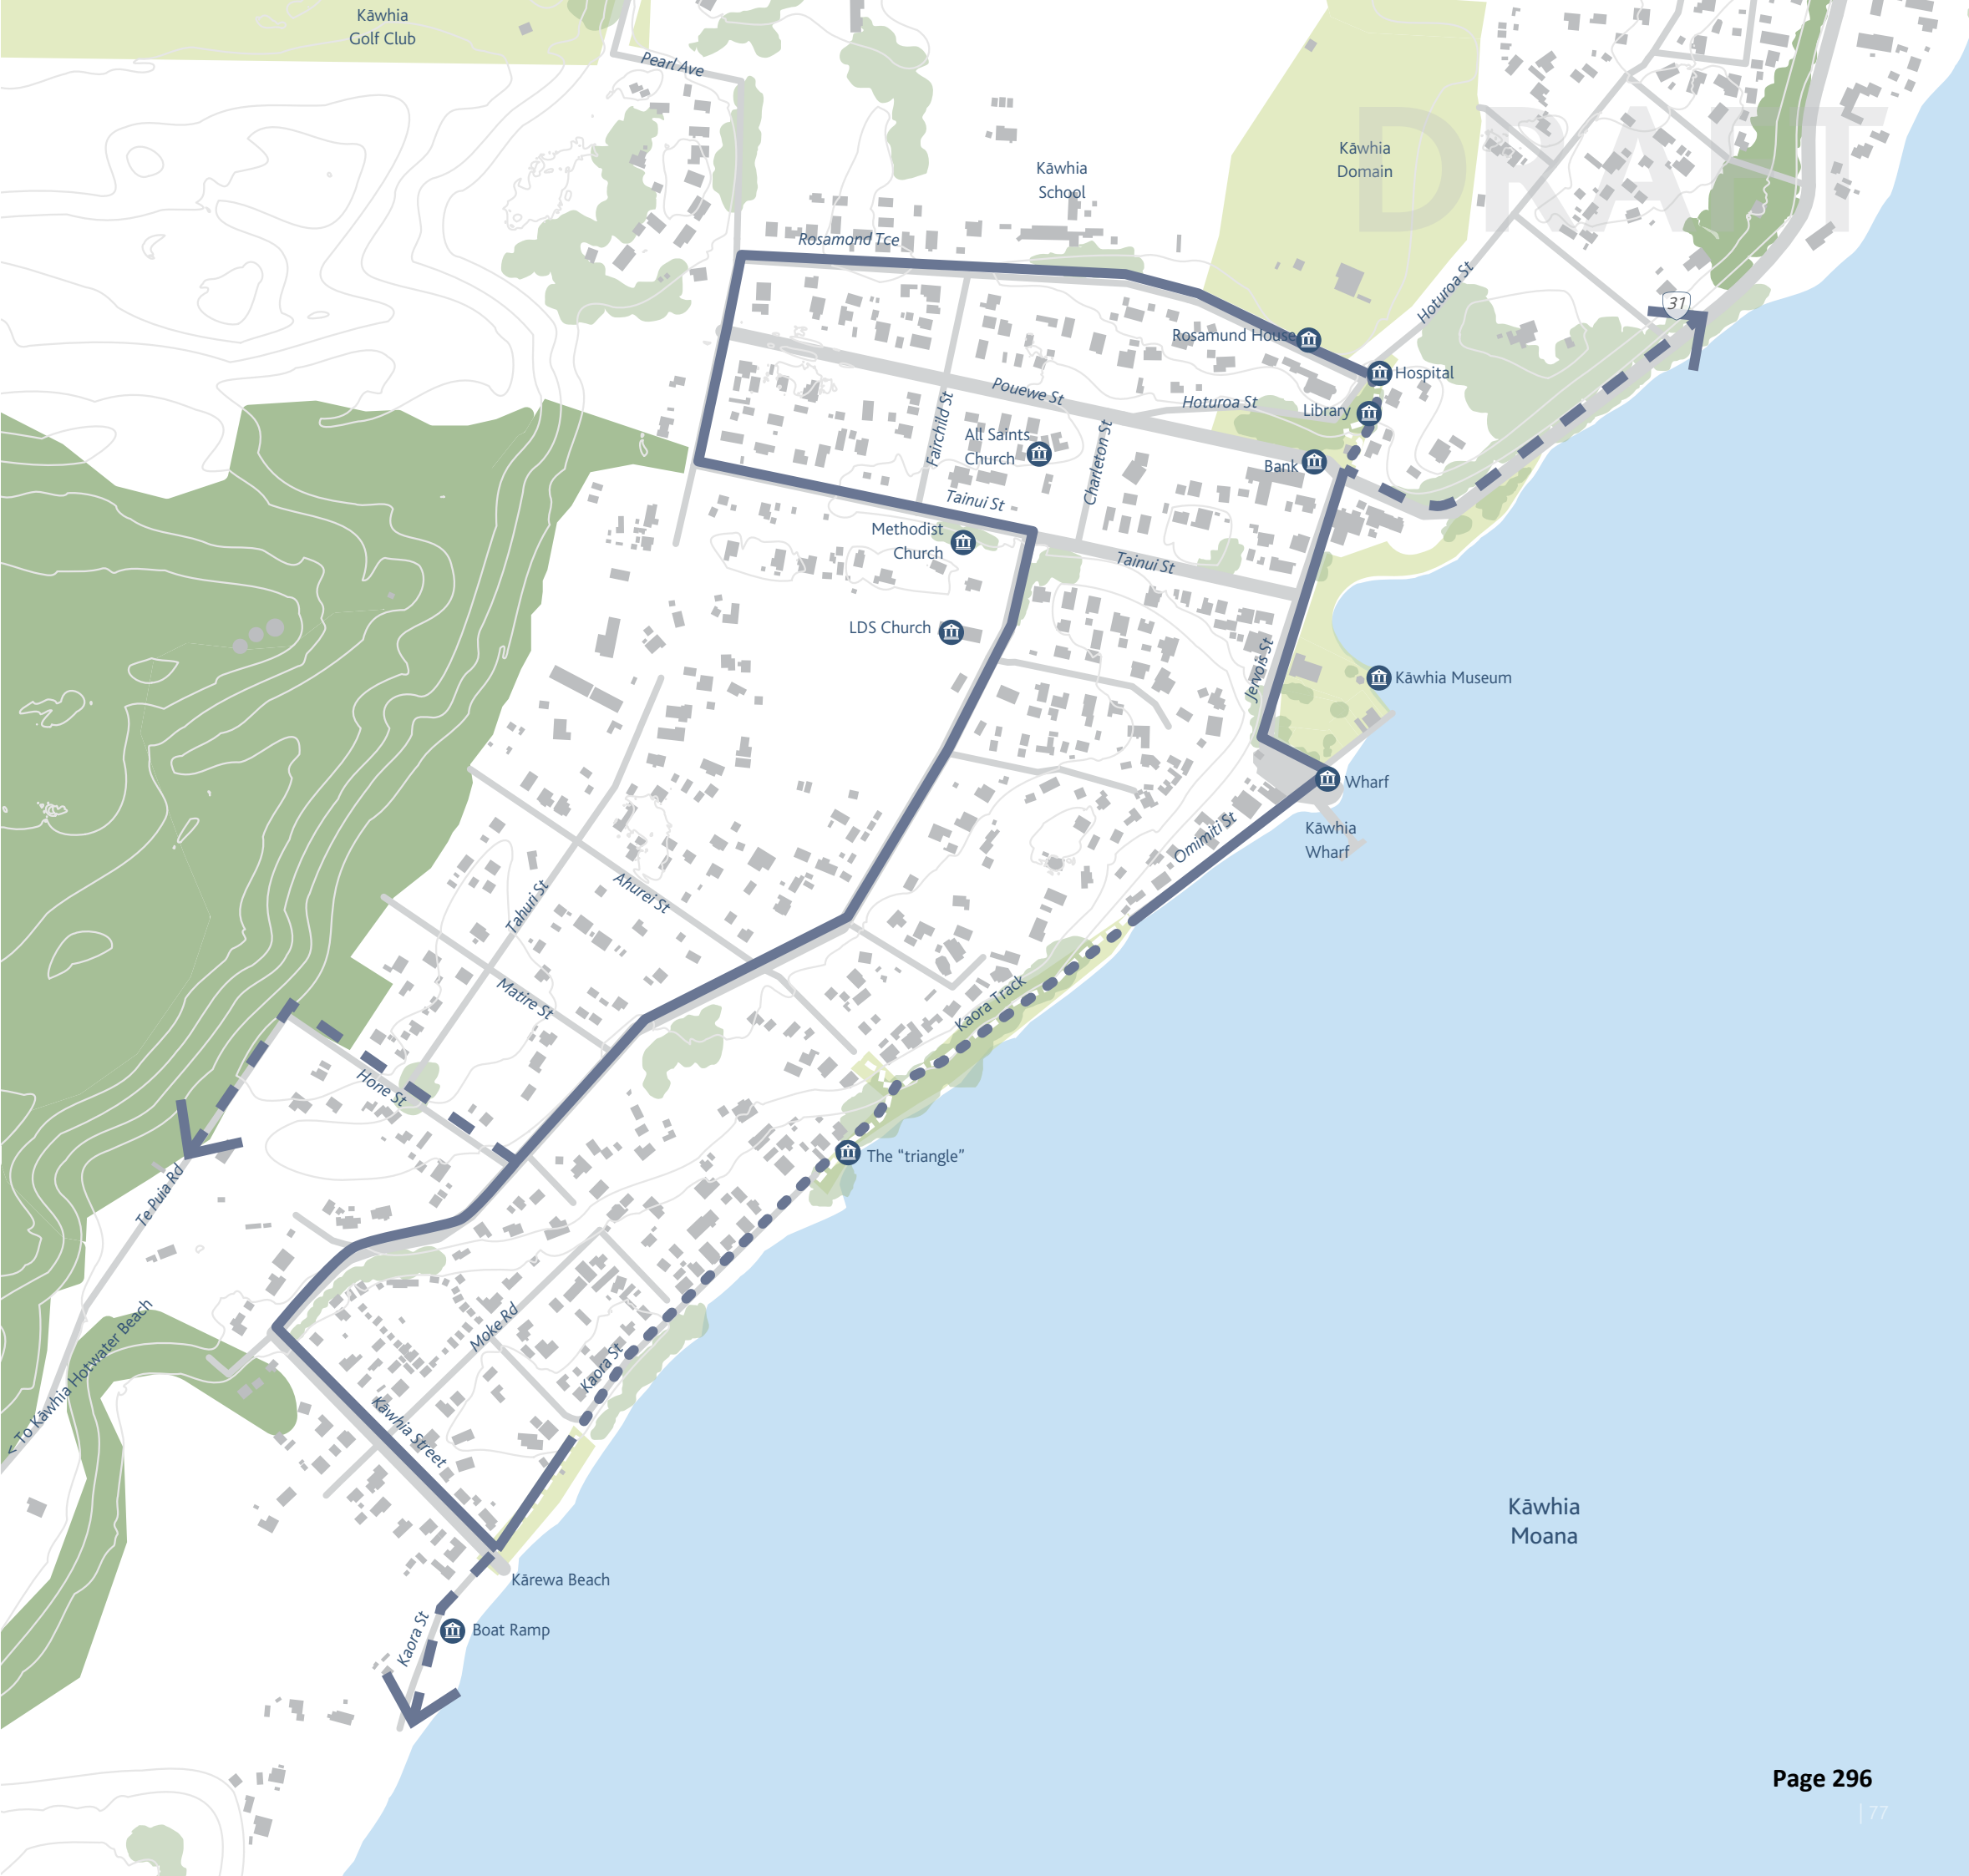 Kāwhia
Golf Club
Pearl Ave
DRAFT
Kāwhia
Domain
Kāwhia
School
Rosamond Tce
Hoturoa St
31
Rosamund House
Hospital
Pouewe St
Hoturoa St
Library
Fairchild St
All Saints
Church
Charleton St
Bank
Tainui St
Methodist
Church
Tainui St
LDS Church
Jervois St
Kāwhia Museum
Wharf
Omimiti St
Kāwhia
Wharf
Ahurei St
Tahuri St
Matire St
Kaora Track
Hone St
The “triangle”
Te Puia Rd
< To Kāwhia Hotwater Beach
Moke Rd
Kaora St
Kāwhia Street
Kāwhia
Moana
Kārewa Beach
Kaora St
Boat Ramp
Page 296
| 77